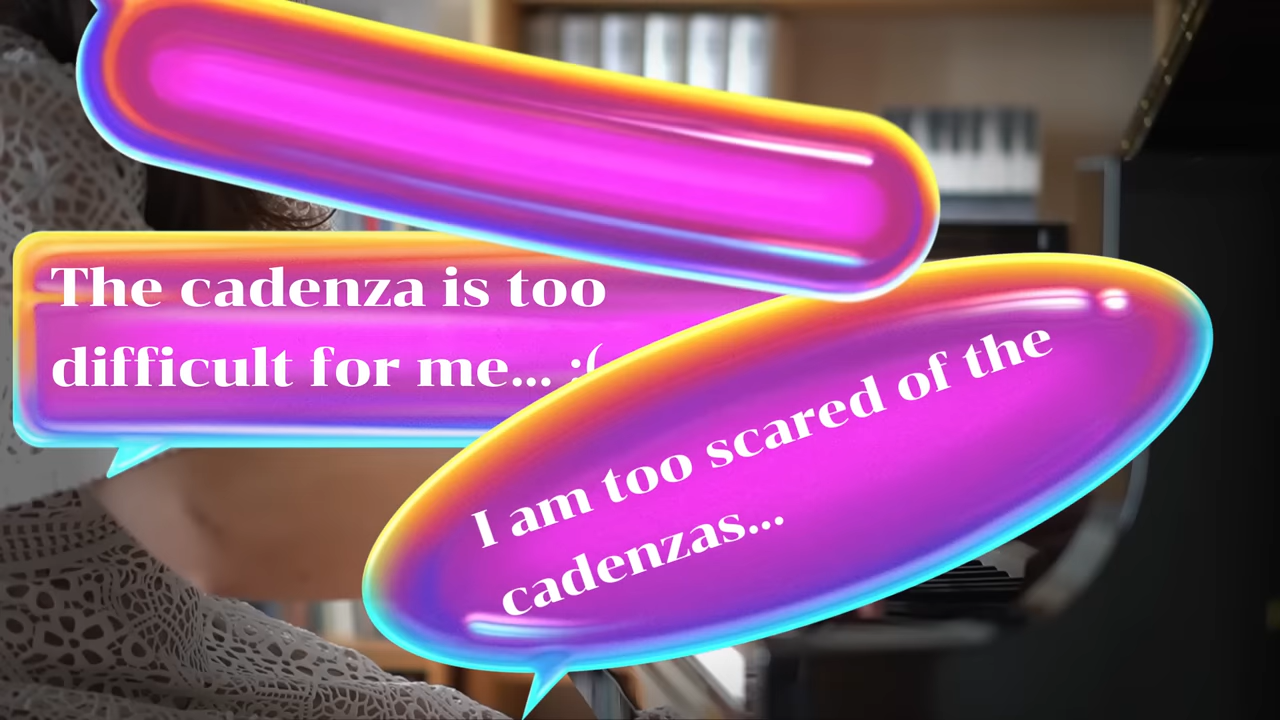 The cadenza is too
difficult for me... :(
I am too scared of the
cadenzas...